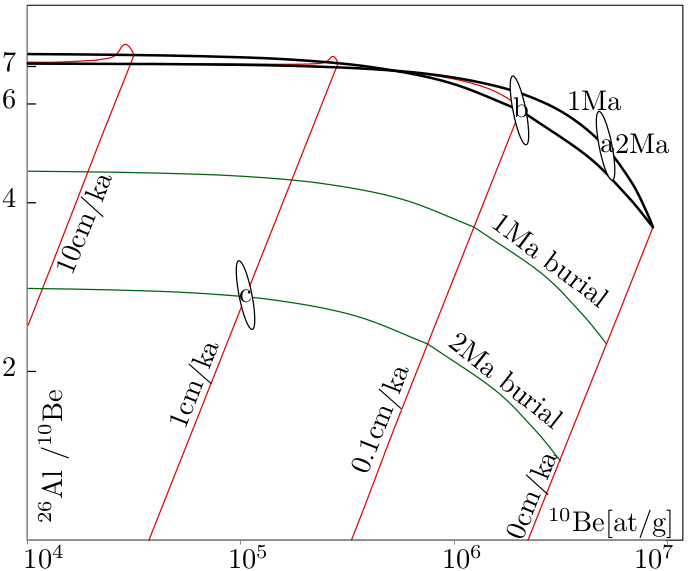 7
6
4
2
1Ma
b
a
2Ma
10cm/ka
1Ma burial
c
1cm/ka
2Ma burial
0.1cm/ka
0cm/ka
²⁶Al /¹⁰Be
¹⁰Be[at/g]
10⁴
10⁵
10⁶
10⁷